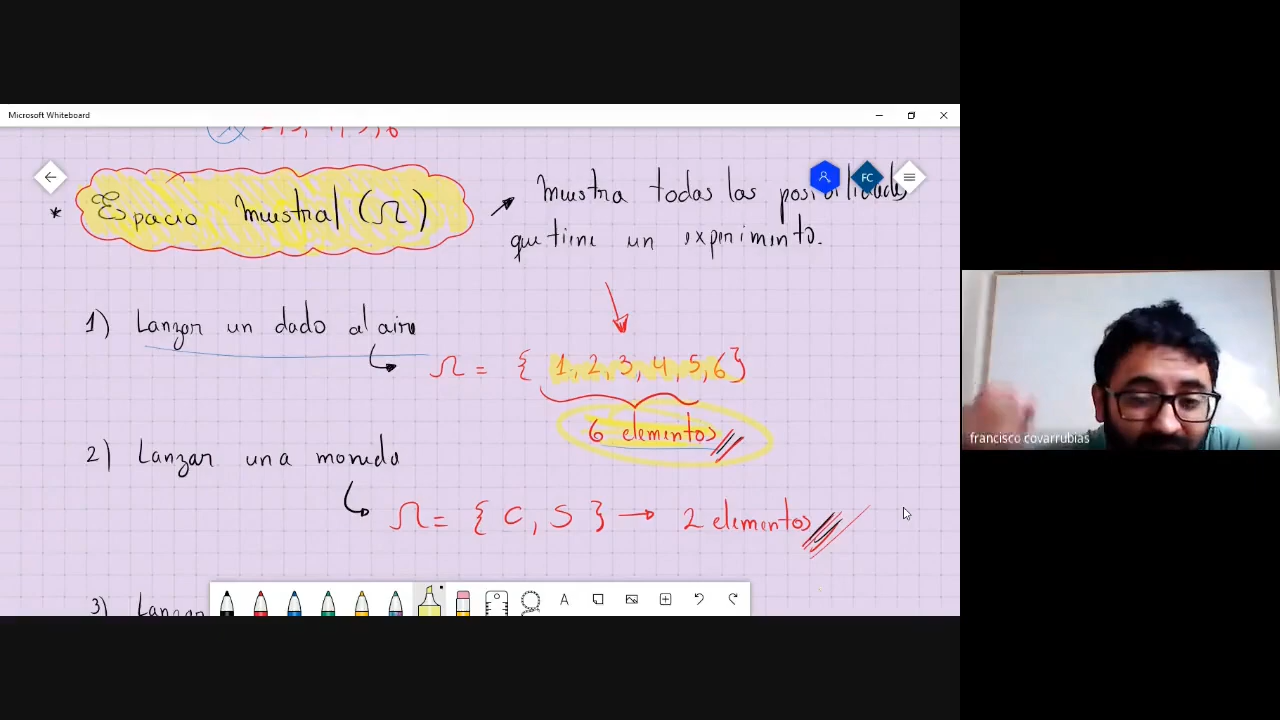 Microsoft Whiteboard
FC
* Espacio Muestral (Ω)
Muestra todas las posibilidades
que tiene un experimento.
1) Lanzar un dado al aire
Ω = { 1, 2, 3, 4, 5, 6 }
6 elementos
2) Lanzar una moneda
Ω = { C, S } → 2 elementos
3) Lanzar
A
francisco covarrubias